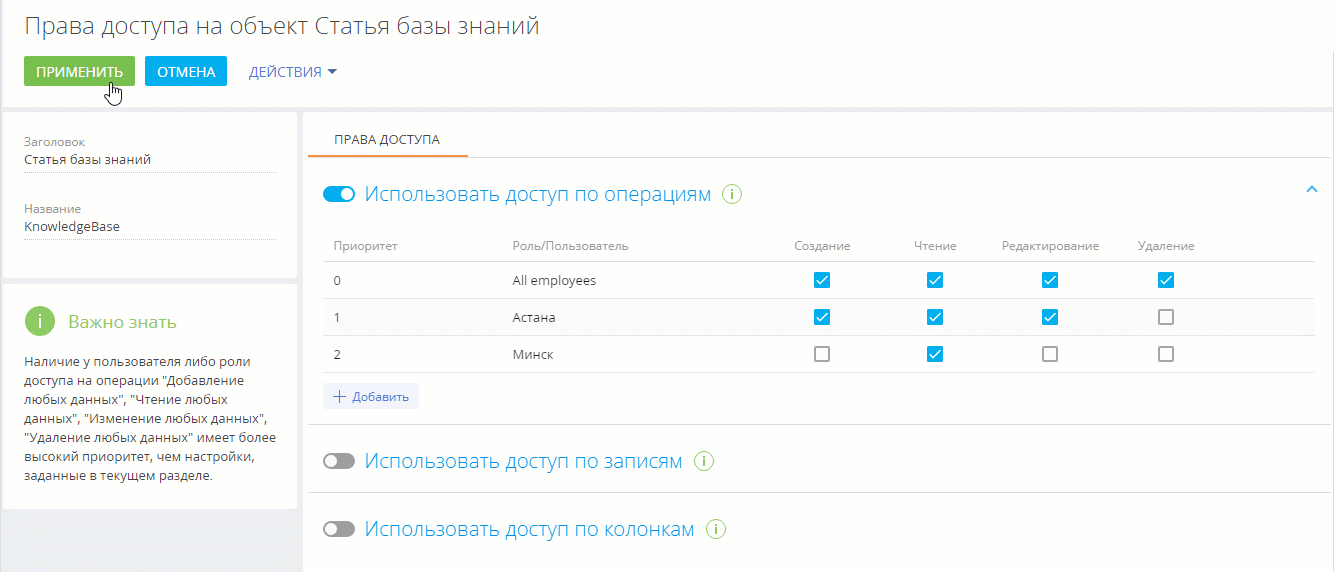 Права доступа на объект Статья базы знаний
ПРИМЕНИТЬ ОТМЕНА ДЕЙСТВИЯ
Заголовок
Статья базы знаний
Название
KnowledgeBase
i Важно знать
Наличие у пользователя либо роли
доступа на операции "Добавление
любых данных", "Чтение любых
данных", "Изменение любых данных",
"Удаление любых данных" имеет более
высокий приоритет, чем настройки,
заданные в текущем разделе.
ПРАВА ДОСТУПА
Использовать доступ по операциям i
Приоритет Роль/Пользователь Создание Чтение Редактирование Удаление
0 All employees
1 Астана
2 Минск
+ Добавить
Использовать доступ по записям i
Использовать доступ по колонкам i